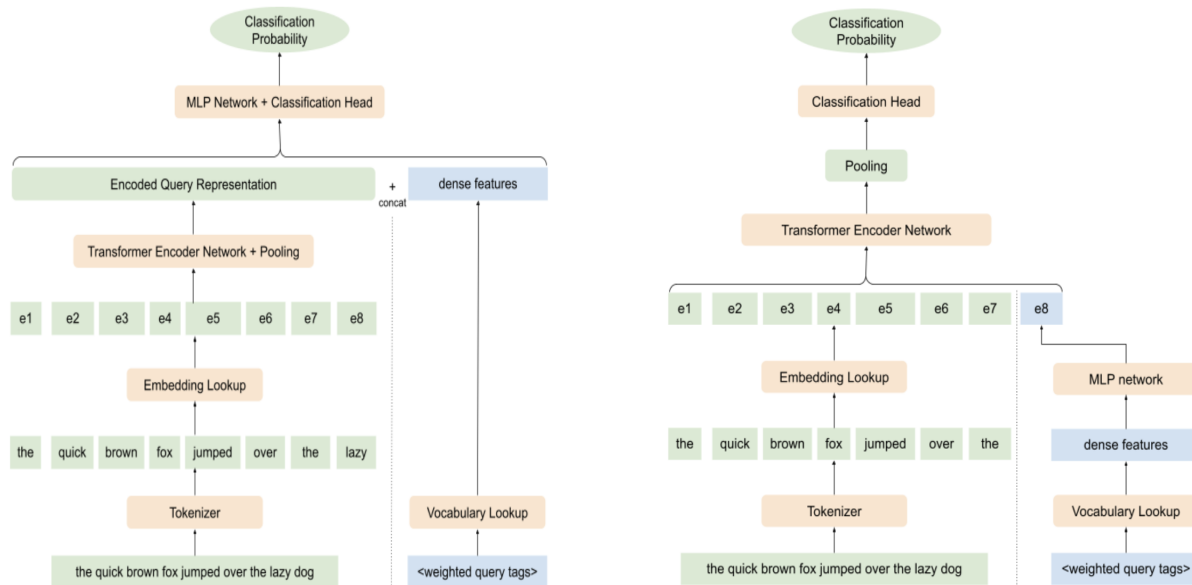 Classification
Probability
MLP Network + Classification Head
Encoded Query Representation
+
concat
dense features
Transformer Encoder Network + Pooling
e1 e2 e3 e4 e5 e6 e7 e8
Embedding Lookup
the quick brown fox jumped over the lazy
Tokenizer
Vocabulary Lookup
the quick brown fox jumped over the lazy dog
<weighted query tags>
Classification
Probability
Classification Head
Pooling
Transformer Encoder Network
e1 e2 e3 e4 e5 e6 e7 e8
Embedding Lookup
MLP network
the quick brown fox jumped over the
dense features
Tokenizer
Vocabulary Lookup
the quick brown fox jumped over the lazy dog
<weighted query tags>